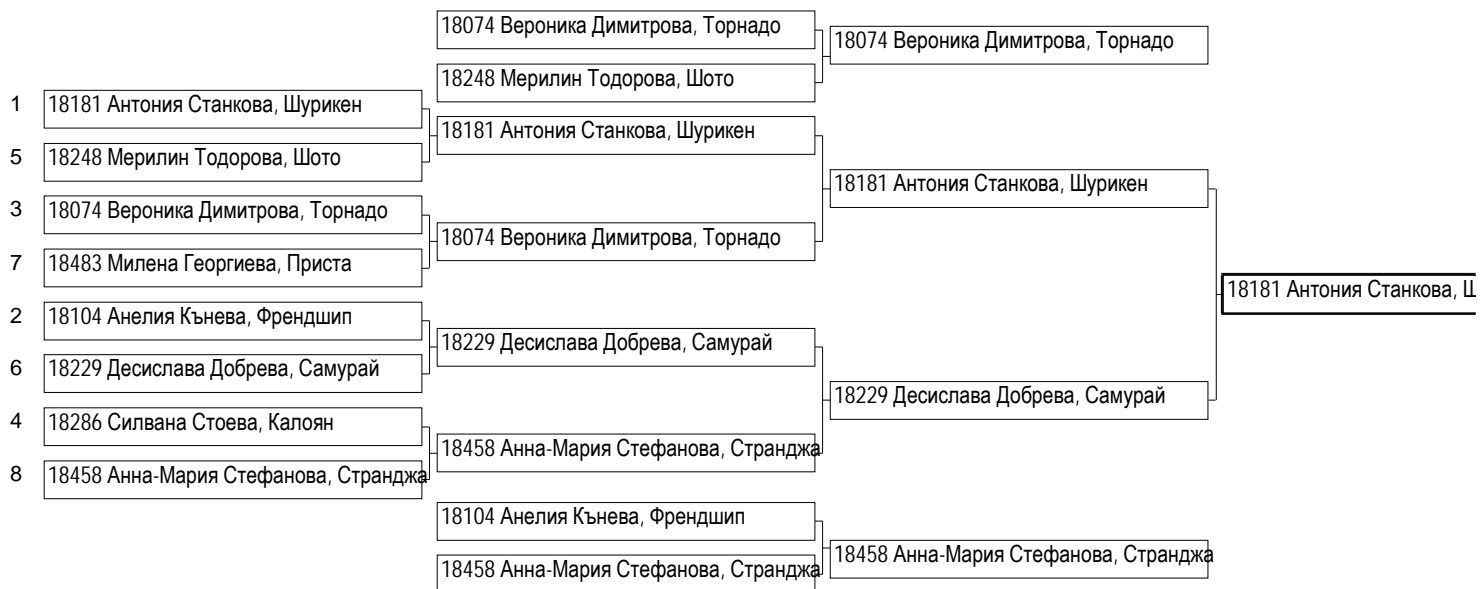 18074 Вероника Димитрова, Торнадо
18074 Вероника Димитрова, Торнадо
18248 Мерилин Тодорова, Шото
1 18181 Антония Станкова, Шурикен
18181 Антония Станкова, Шурикен
5 18248 Мерилин Тодорова, Шото
18181 Антония Станкова, Шурикен
3 18074 Вероника Димитрова, Торнадо
18074 Вероника Димитрова, Торнадо
7 18483 Милена Георгиева, Приста
18181 Антония Станкова, Ш
2 18104 Анелия Кънева, Френдшип
18229 Десислава Добрева, Самурай
6 18229 Десислава Добрева, Самурай
18229 Десислава Добрева, Самурай
4 18286 Силвана Стоева, Калоян
18458 Анна-Мария Стефанова, Странджа
8 18458 Анна-Мария Стефанова, Странджа
18104 Анелия Кънева, Френдшип
18458 Анна-Мария Стефанова, Странджа
18458 Анна-Мария Стефанова, Странджа